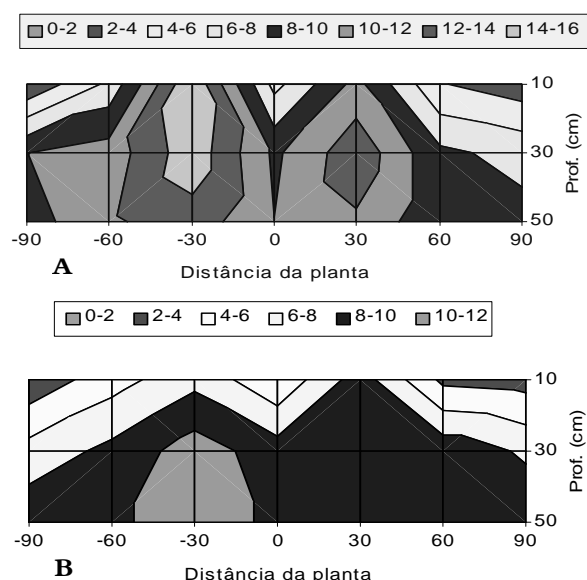 0-2 2-4 4-6 6-8 8-10 10-12 12-14 14-16
10
30
50
Prof. (cm)
-90 -60 -30 0 30 60 90
A Distância da planta
0-2 2-4 4-6 6-8 8-10 10-12
10
30
50
Prof. (cm)
-90 -60 -30 0 30 60 90
B Distância da planta